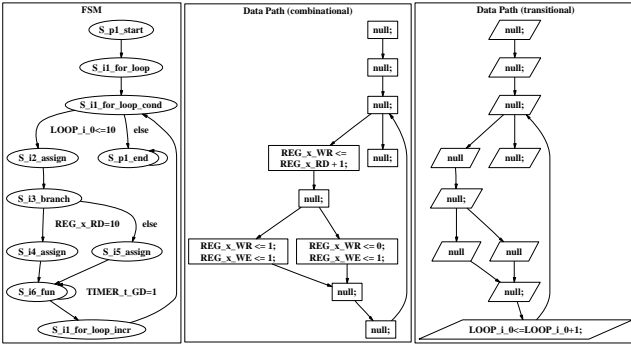 FSM
S_p1_start
S_i1_for_loop
S_i1_for_loop_cond
LOOP_i_0<=10
else
S_i2_assign
S_p1_end
S_i3_branch
REG_x_RD=10
else
S_i4_assign
S_i5_assign
S_i6_fun
TIMER_t_GD=1
S_i1_for_loop_incr
Data Path (combinational)
null;
null;
null;
REG_x_WR <=
REG_x_RD + 1;
null;
null;
REG_x_WR <= 1;
REG_x_WE <= 1;
REG_x_WR <= 0;
REG_x_WE <= 1;
null;
null;
Data Path (transitional)
null;
null;
null;
null
null;
null;
null
null
null;
LOOP_i_0<=LOOP_i_0+1;